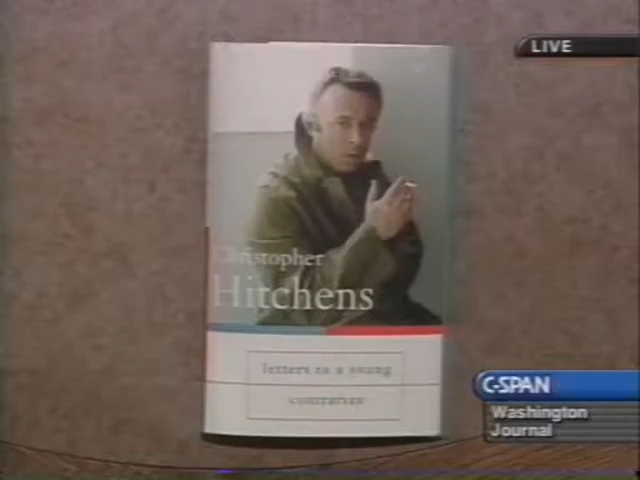 LIVE
Christopher
Hitchens
letters to a young
contrarian
C-SPAN
Washington
Journal